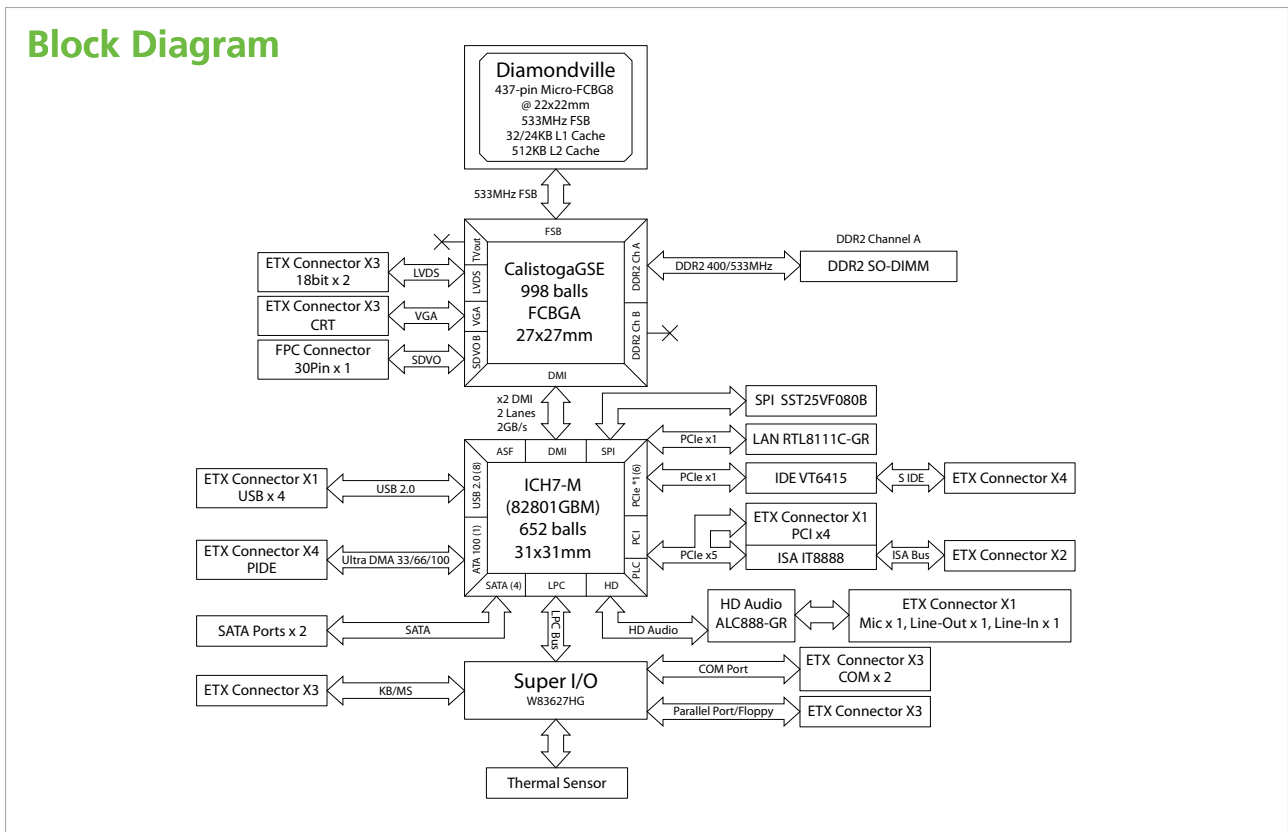 Block Diagram
Diamondville
437-pin Micro-FCBG8
@ 22x22mm
533MHz FSB
32/24KB L1 Cache
512KB L2 Cache
533MHz FSB
FSB
TVout
LVDS
VGA
SDVO B
CalistogaGSE
998 balls
FCBGA
27x27mm
DDR2 Ch A
DDR2 Ch B
DMI
ETX Connector X3
18bit x 2
LVDS
ETX Connector X3
CRT
VGA
FPC Connector
30Pin x 1
SDVO
DDR2 Channel A
DDR2 400/533MHz
DDR2 SO-DIMM
x2 DMI
2 Lanes
2GB/s
SPI SST25VF080B
ASF
DMI
SPI
USB 2.0 (8)
ATA 100 (1)
ICH7-M
(82801GBM)
652 balls
31x31mm
PCIe *1(6)
PCI
PLC
SATA (4)
LPC
HD
PCIe x1
LAN RTL8111C-GR
PCIe x1
IDE VT6415
S IDE
ETX Connector X4
ETX Connector X1
USB x 4
USB 2.0
ETX Connector X1
PCI x4
PCIe x5
ISA IT8888
ISA Bus
ETX Connector X2
ETX Connector X4
PIDE
Ultra DMA 33/66/100
SATA Ports x 2
SATA
LPC Bus
HD Audio
HD Audio
ALC888-GR
ETX Connector X1
Mic x 1, Line-Out x 1, Line-In x 1
ETX Connector X3
KB/MS
Super I/O
W83627HG
COM Port
ETX Connector X3
COM x 2
Parallel Port/Floppy
ETX Connector X3
Thermal Sensor